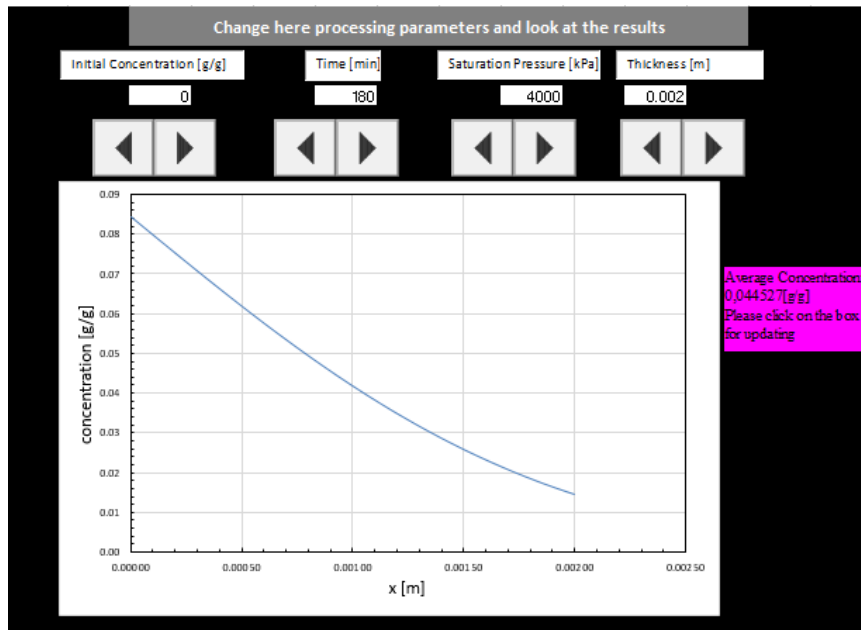 Change here processing parameters and look at the results
Initial Concentration [g/g]
Time [min]
Saturation Pressure [kPa]
Thickness [m]
0
180
4000
0.002
0.09
0.08
0.07
0.06
0.05
0.04
0.03
0.02
0.01
0.00
concentration [g/g]
0.00000
0.00050
0.00100
0.00150
0.00200
0.00250
x [m]
Average Concentration
0,044527[g/g]
Please click on the box
for updating